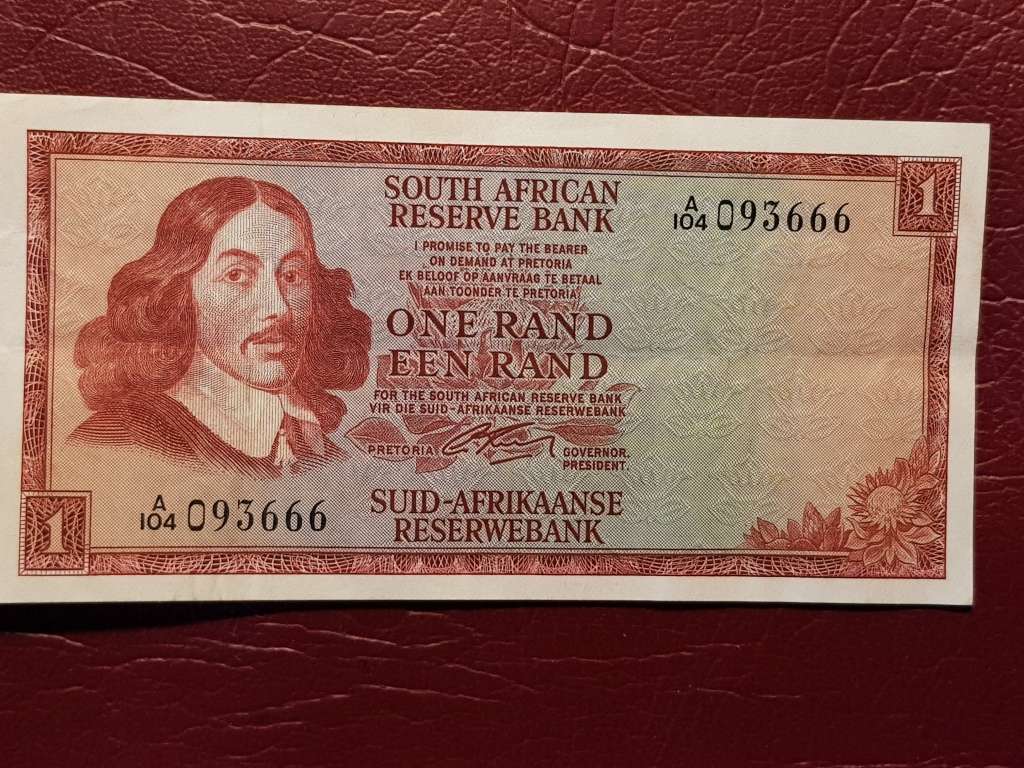 SOUTH AFRICAN
RESERVE BANK
A/104 093666
1
I PROMISE TO PAY THE BEARER
ON DEMAND AT PRETORIA
EK BELOOF OP AANVRAAG TE BETAAL
AAN TOONDER TE PRETORIA
ONE RAND
EEN RAND
FOR THE SOUTH AFRICAN RESERVE BANK
VIR DIE SUID-AFRIKAANSE RESERWEBANK
PRETORIA
GOVERNOR.
PRESIDENT.
1
A/104 093666
SUID-AFRIKAANSE
RESERWEBANK